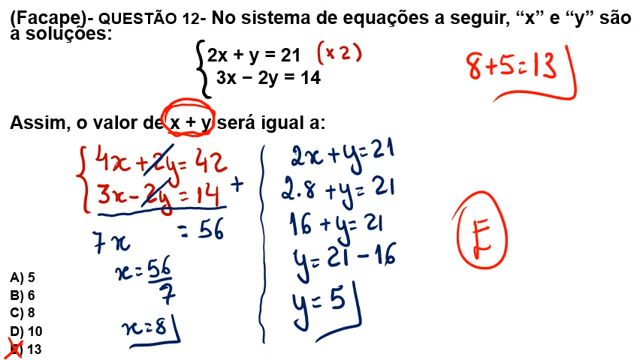 (Facape)- QUESTÃO 12- No sistema de equações a seguir, “x” e “y” são
a soluções:
2x + y = 21 (x2)
3x − 2y = 14
8+5=13
Assim, o valor de x + y será igual a:
4x + 2y = 42
3x - 2y = 14 +
7x = 56
x = 56
7
x = 8
2x + y = 21
2.8 + y = 21
16 + y = 21
y = 21 - 16
y = 5
E
A) 5
B) 6
C) 8
D) 10
E) 13